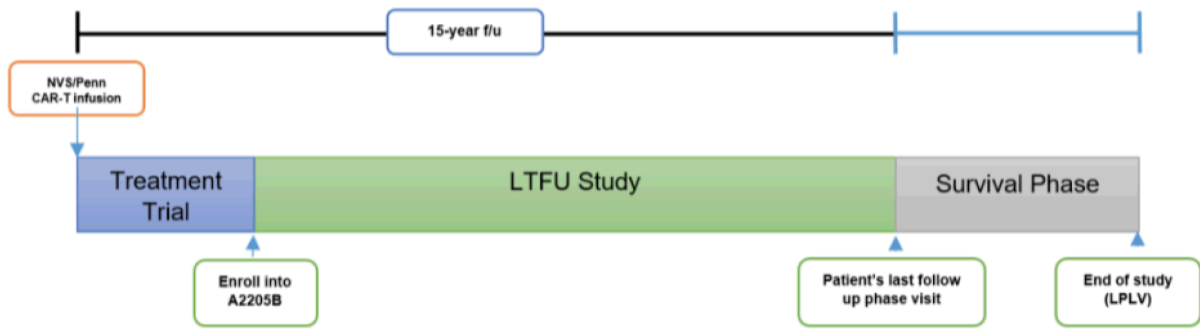 15-year f/u
NVS/Penn
CAR-T infusion
Treatment
Trial
LTFU Study
Survival Phase
Enroll into
A2205B
Patient's last follow
up phase visit
End of study
(LPLV)